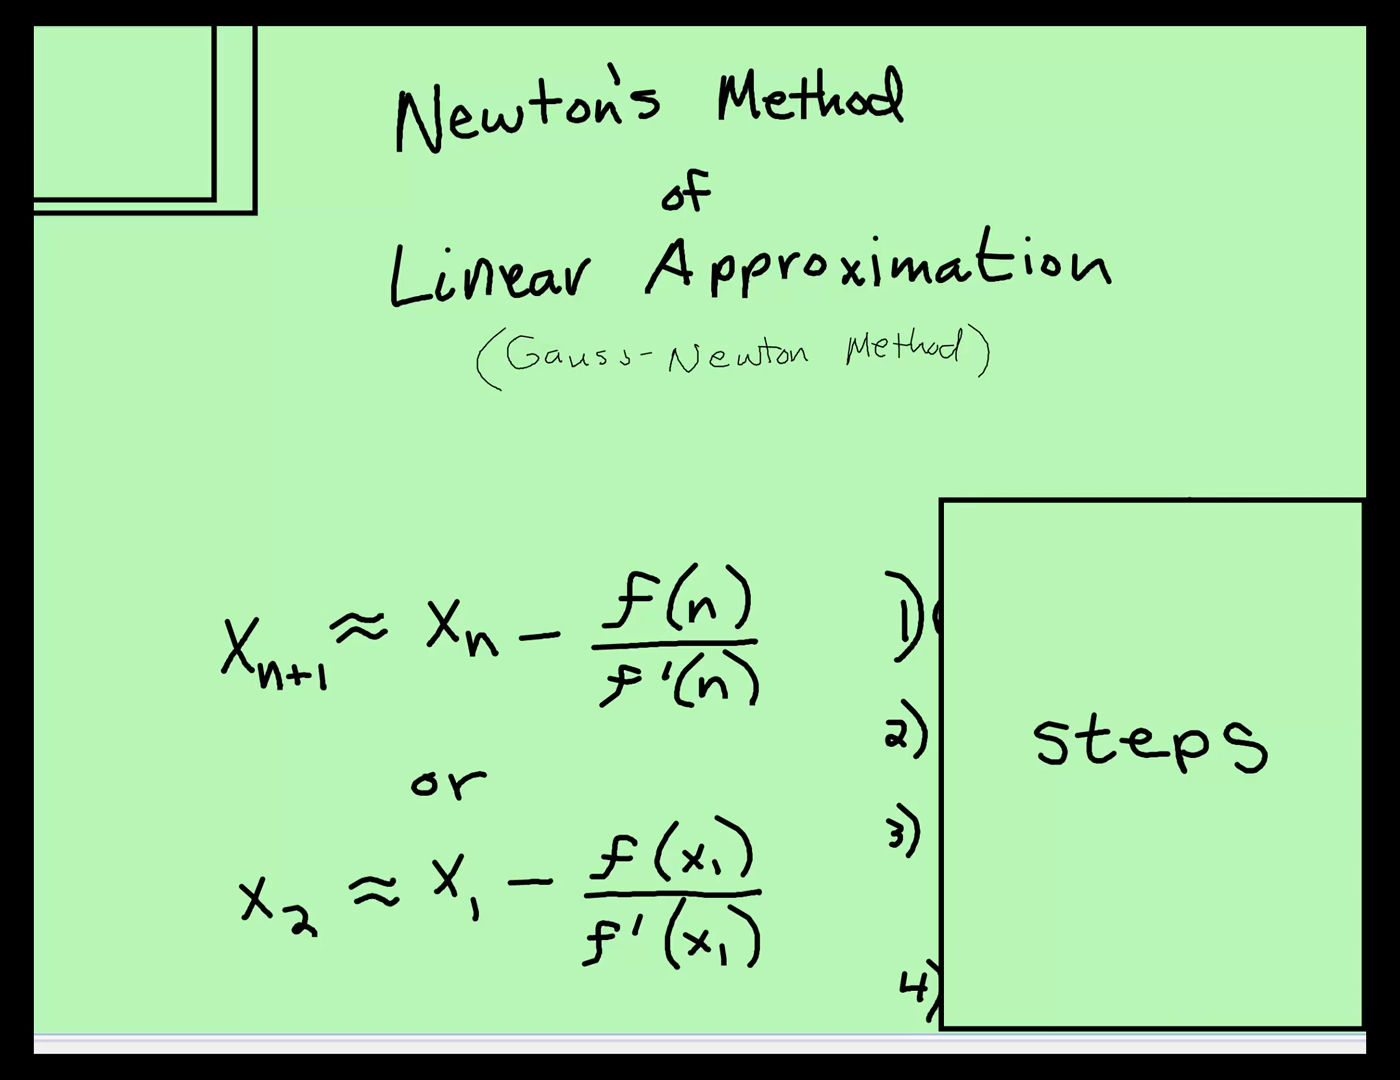 Newton's Method
of
Linear Approximation
(Gauss-Newton Method)
Xₙ₊₁ ≈ Xₙ - f(n)/f'(n)
or
X₂ ≈ X₁ - f(x₁)/f'(x₁)
1)
2)
3)
4)
steps